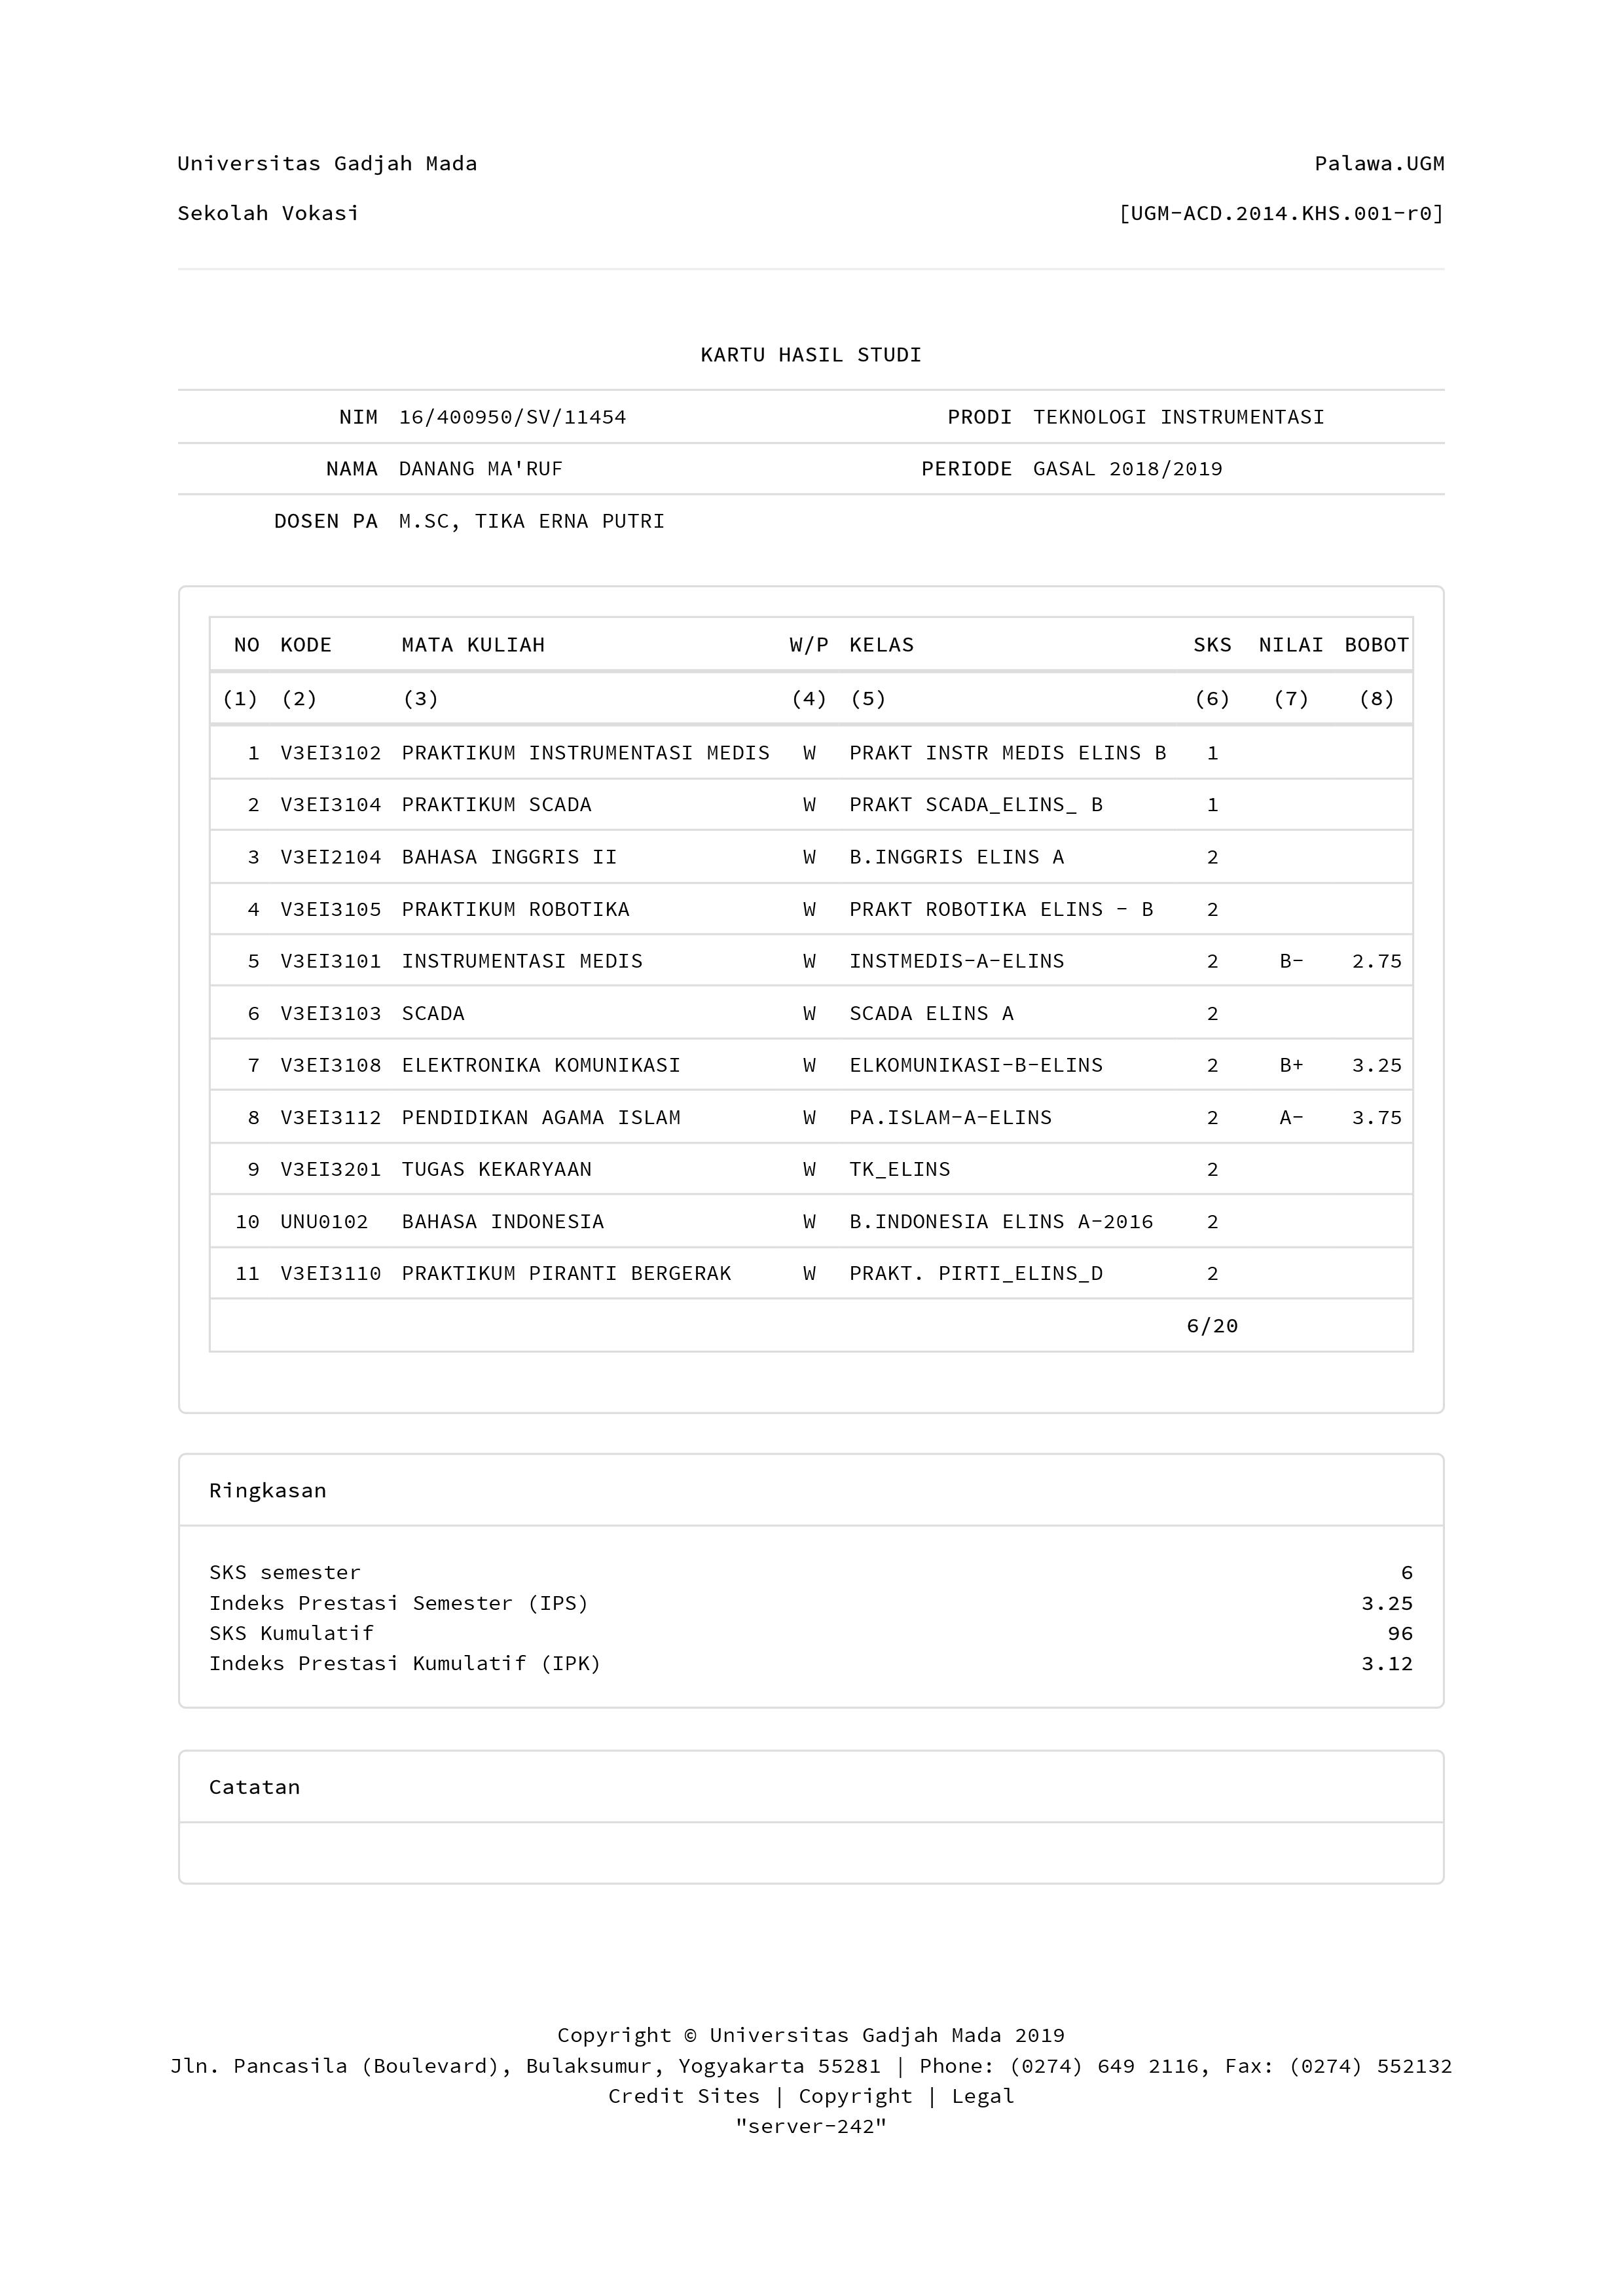 Universitas Gadjah Mada Palawa.UGM
Sekolah Vokasi [UGM-ACD.2014.KHS.001-r0]
KARTU HASIL STUDI
NIM 16/400950/SV/11454 PRODI TEKNOLOGI INSTRUMENTASI
NAMA DANANG MA'RUF PERIODE GASAL 2018/2019
DOSEN PA M.SC, TIKA ERNA PUTRI
NO KODE MATA KULIAH W/P KELAS SKS NILAI BOBOT
(1) (2) (3) (4) (5) (6) (7) (8)
1 V3EI3102 PRAKTIKUM INSTRUMENTASI MEDIS W PRAKT INSTR MEDIS ELINS B 1
2 V3EI3104 PRAKTIKUM SCADA W PRAKT SCADA_ELINS_ B 1
3 V3EI2104 BAHASA INGGRIS II W B.INGGRIS ELINS A 2
4 V3EI3105 PRAKTIKUM ROBOTIKA W PRAKT ROBOTIKA ELINS - B 2
5 V3EI3101 INSTRUMENTASI MEDIS W INSTMEDIS-A-ELINS 2 B- 2.75
6 V3EI3103 SCADA W SCADA ELINS A 2
7 V3EI3108 ELEKTRONIKA KOMUNIKASI W ELKOMUNIKASI-B-ELINS 2 B+ 3.25
8 V3EI3112 PENDIDIKAN AGAMA ISLAM W PA.ISLAM-A-ELINS 2 A- 3.75
9 V3EI3201 TUGAS KEKARYAAN W TK_ELINS 2
10 UNU0102 BAHASA INDONESIA W B.INDONESIA ELINS A-2016 2
11 V3EI3110 PRAKTIKUM PIRANTI BERGERAK W PRAKT. PIRTI_ELINS_D 2
6/20
Ringkasan
SKS semester 6
Indeks Prestasi Semester (IPS) 3.25
SKS Kumulatif 96
Indeks Prestasi Kumulatif (IPK) 3.12
Catatan
Copyright © Universitas Gadjah Mada 2019
Jln. Pancasila (Boulevard), Bulaksumur, Yogyakarta 55281 | Phone: (0274) 649 2116, Fax: (0274) 552132
Credit Sites | Copyright | Legal
"server-242"